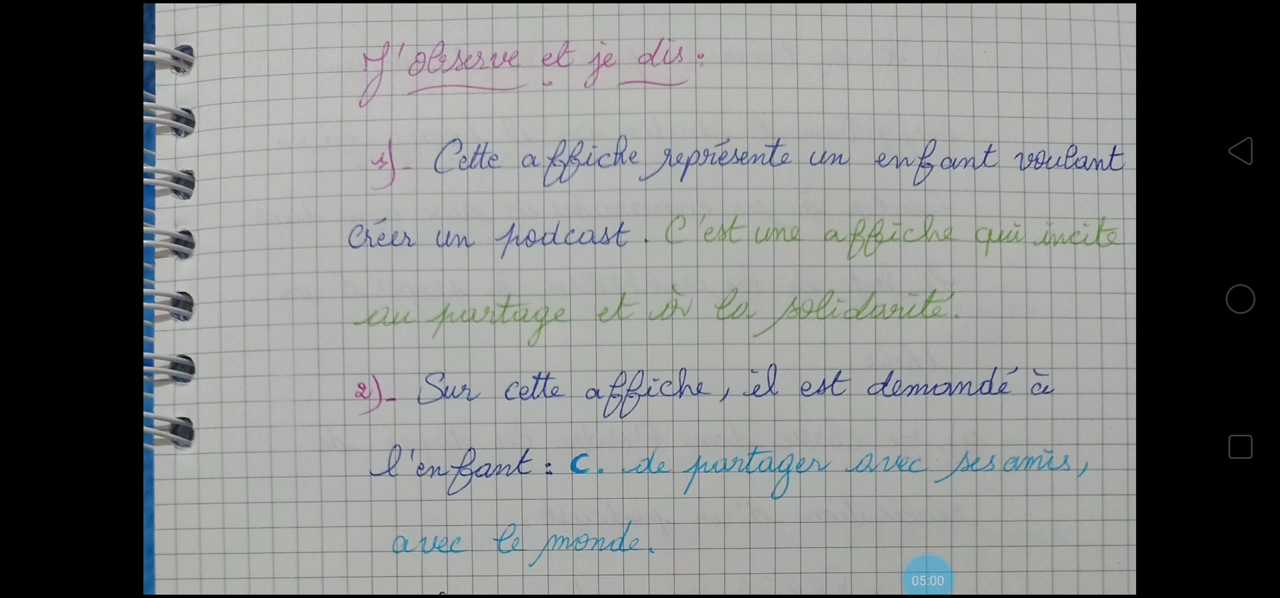 J'observe et je dis :
1)- Cette affiche représente un enfant voulant
créer un podcast. C'est une affiche qui incite
au partage et à la solidarité.
2)- Sur cette affiche, il est demandé à
l'enfant : C. de partager avec ses amis,
avec le monde.
05:00